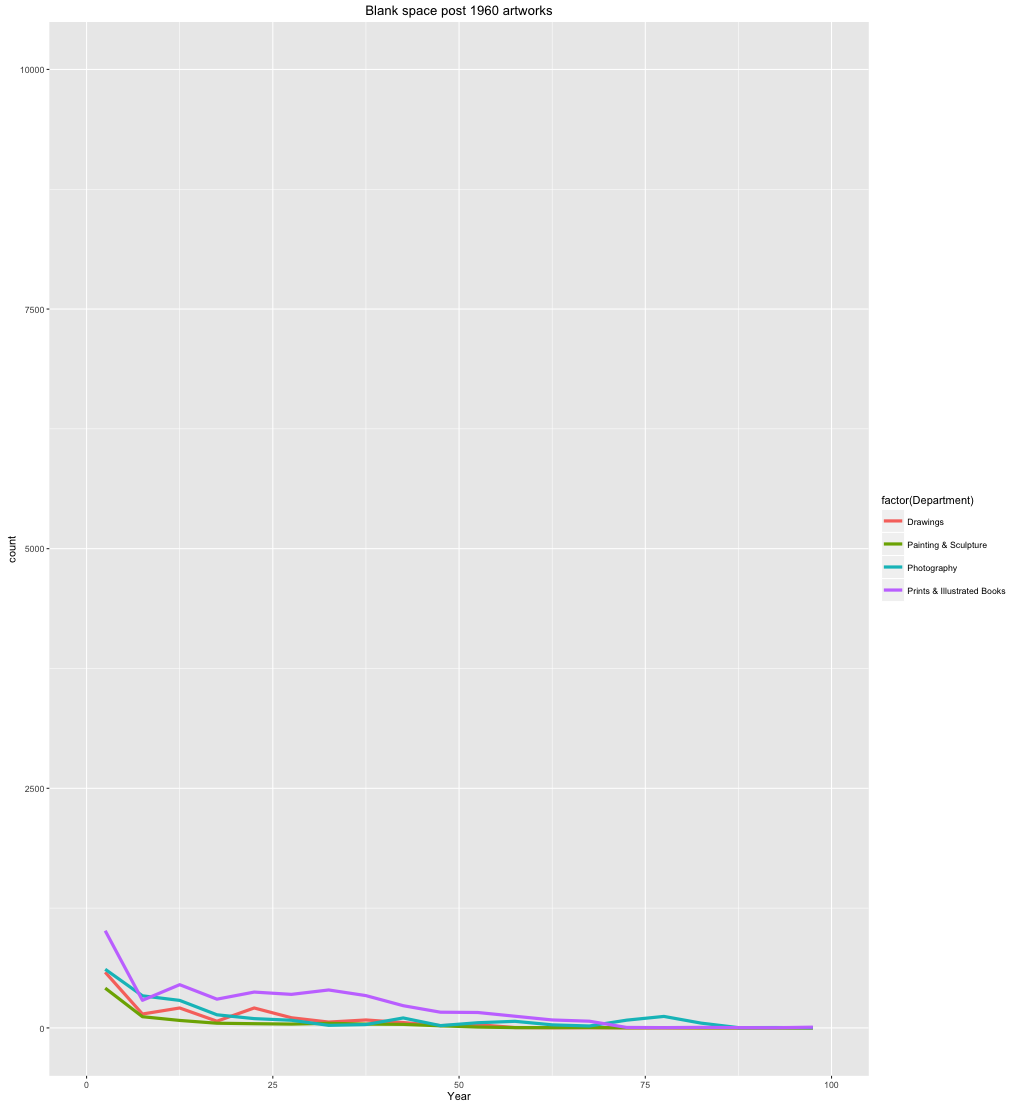 Blank space post 1960 artworks
10000
7500
5000
2500
0
count
0 25 50 75 100
Year
factor(Department)
Drawings
Painting & Sculpture
Photography
Prints & Illustrated Books